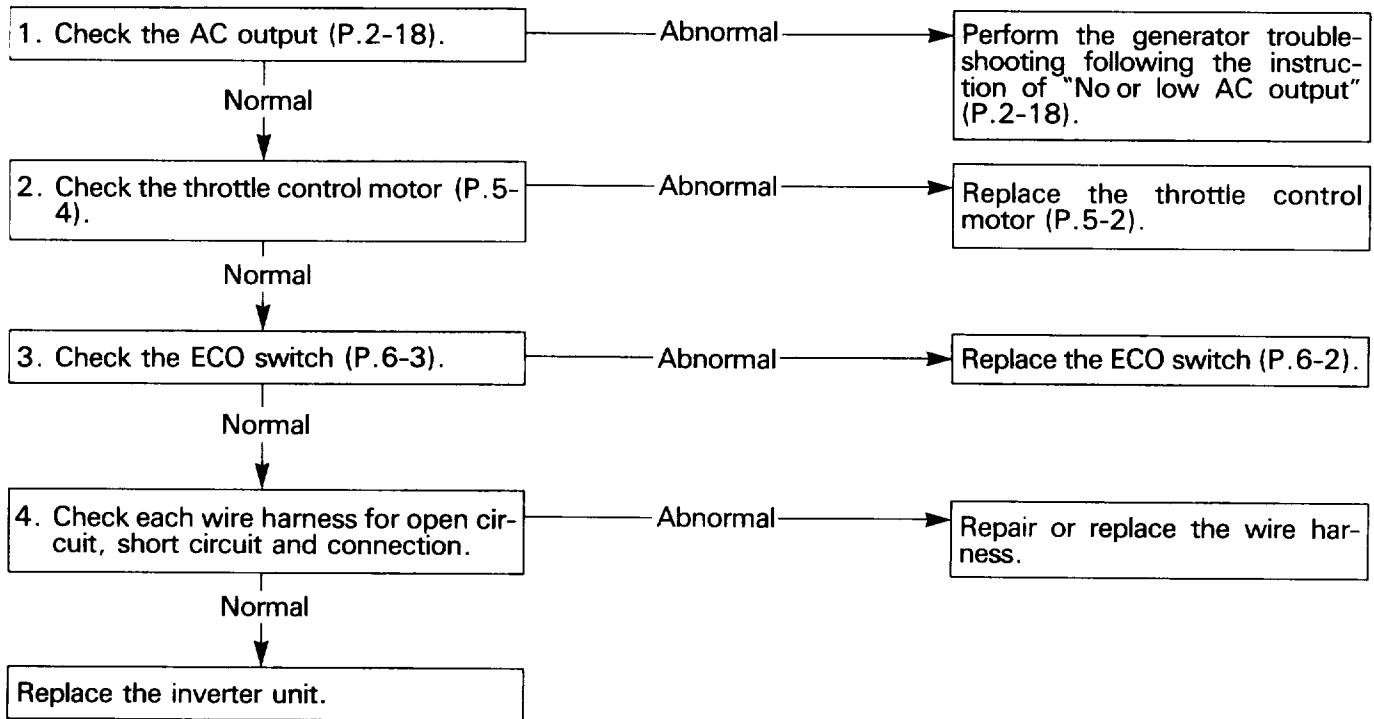 1. Check the AC output (P.2-18).
Abnormal
Perform the generator trouble-
shooting following the instruc-
tion of "No or low AC output"
(P.2-18).
Normal
2. Check the throttle control motor (P.5-
4).
Abnormal
Replace the throttle control
motor (P.5-2).
Normal
3. Check the ECO switch (P.6-3).
Abnormal
Replace the ECO switch (P.6-2).
Normal
4. Check each wire harness for open cir-
cuit, short circuit and connection.
Abnormal
Repair or replace the wire har-
ness.
Normal
Replace the inverter unit.